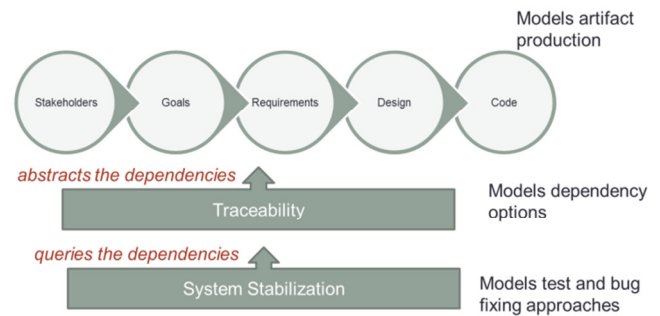 Models artifact
production
Stakeholders
Goals
Requirements
Design
Code
abstracts the dependencies
Traceability
Models dependency
options
queries the dependencies
System Stabilization
Models test and bug
fixing approaches